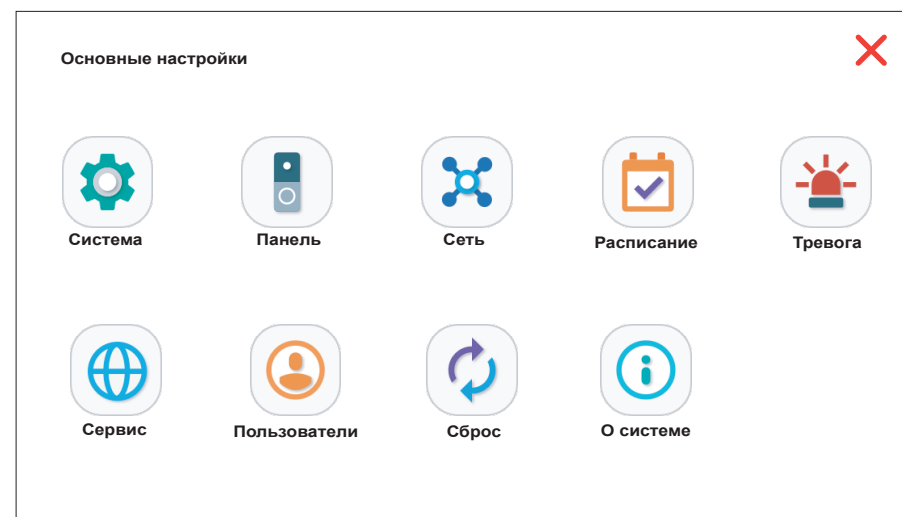 Основные настройки
Система Панель Сеть Расписание Тревога
Сервис Пользователи Сброс О системе